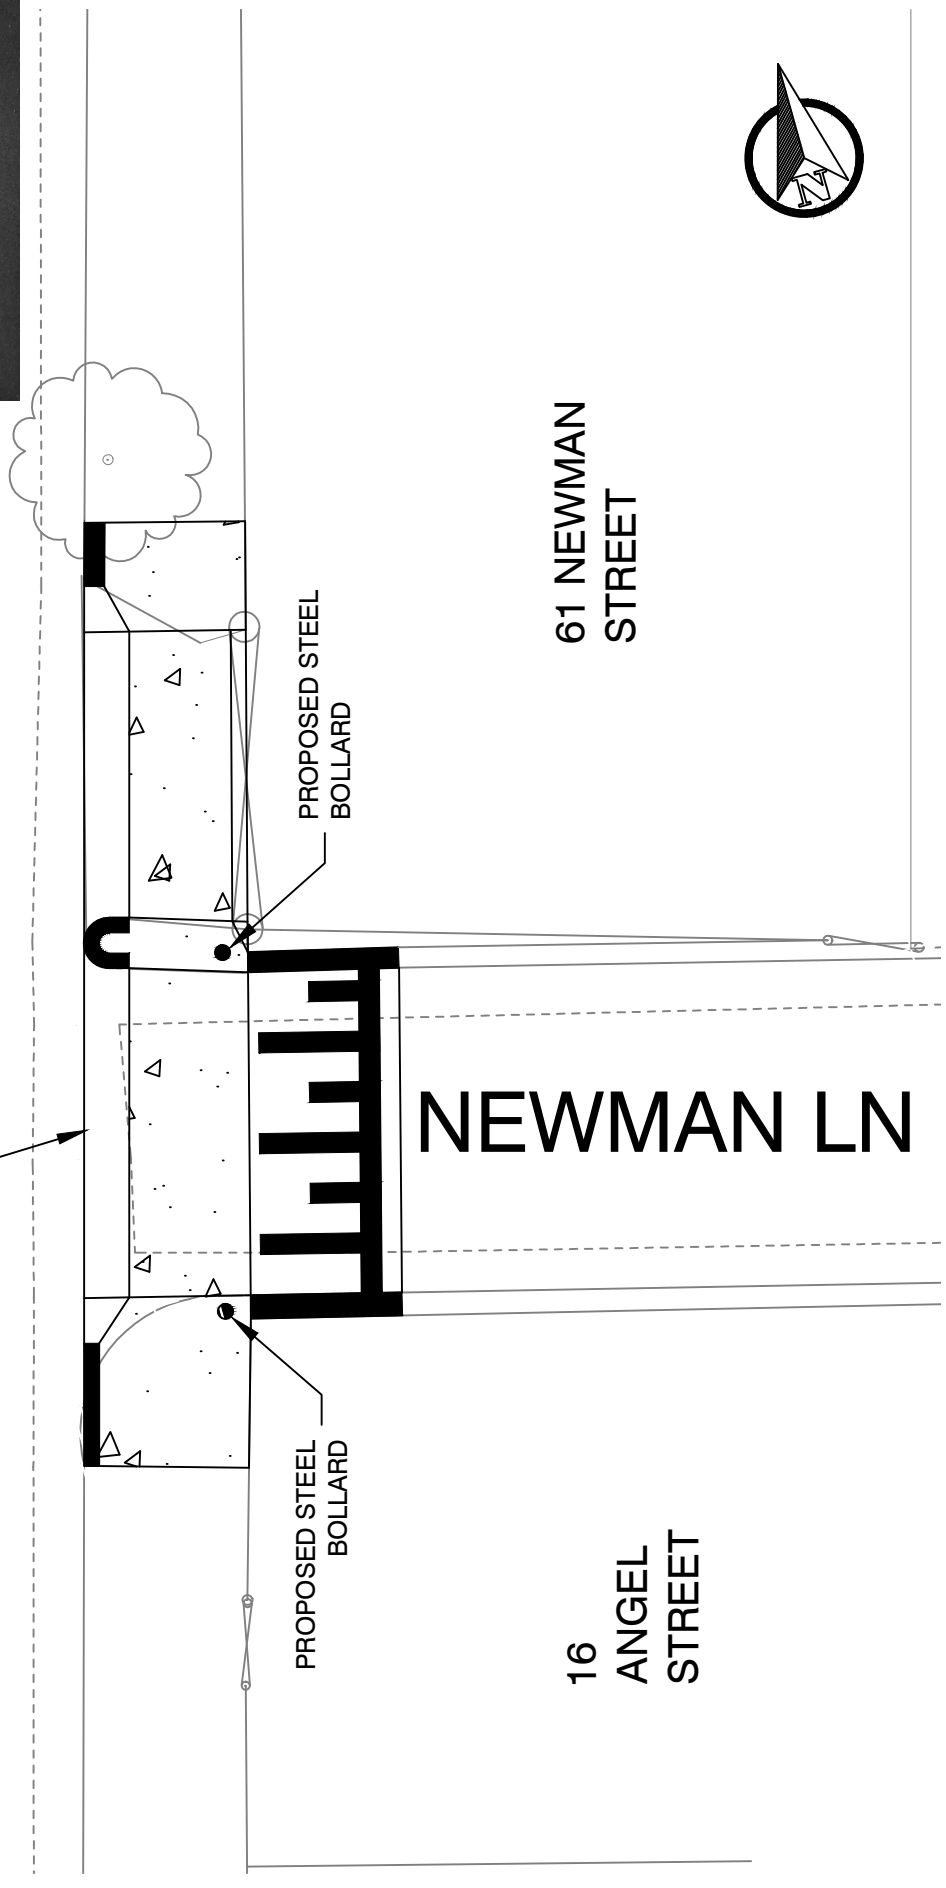 N
61 NEWMAN
STREET
PROPOSED STEEL
BOLLARD
NEWMAN LN
PROPOSED STEEL
BOLLARD
16
ANGEL
STREET